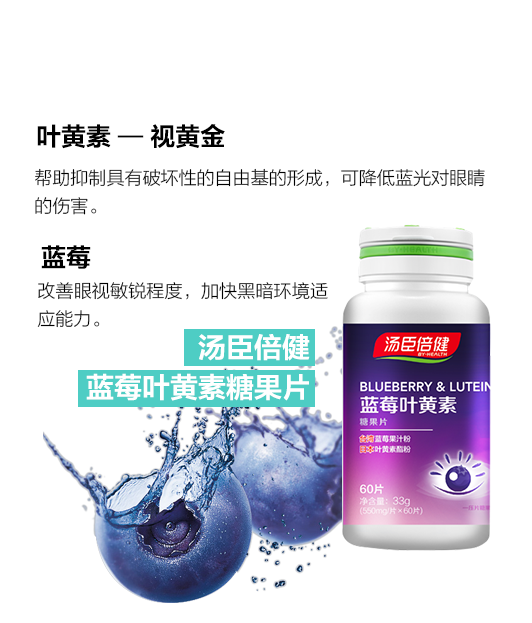 叶黄素 — 视黄金
帮助抑制具有破坏性的自由基的形成，可降低蓝光对眼睛
的伤害。
蓝莓
改善眼视敏锐程度，加快黑暗环境适
应能力。
汤臣倍健
蓝莓叶黄素糖果片
汤臣倍健
BY-HEALTH
BLUEBERRY & LUTEIN
蓝莓叶黄素
糖果片
台湾蓝莓果汁粉
日本叶黄素酯粉
60片
净含量：33g
(550mg/片×60片)